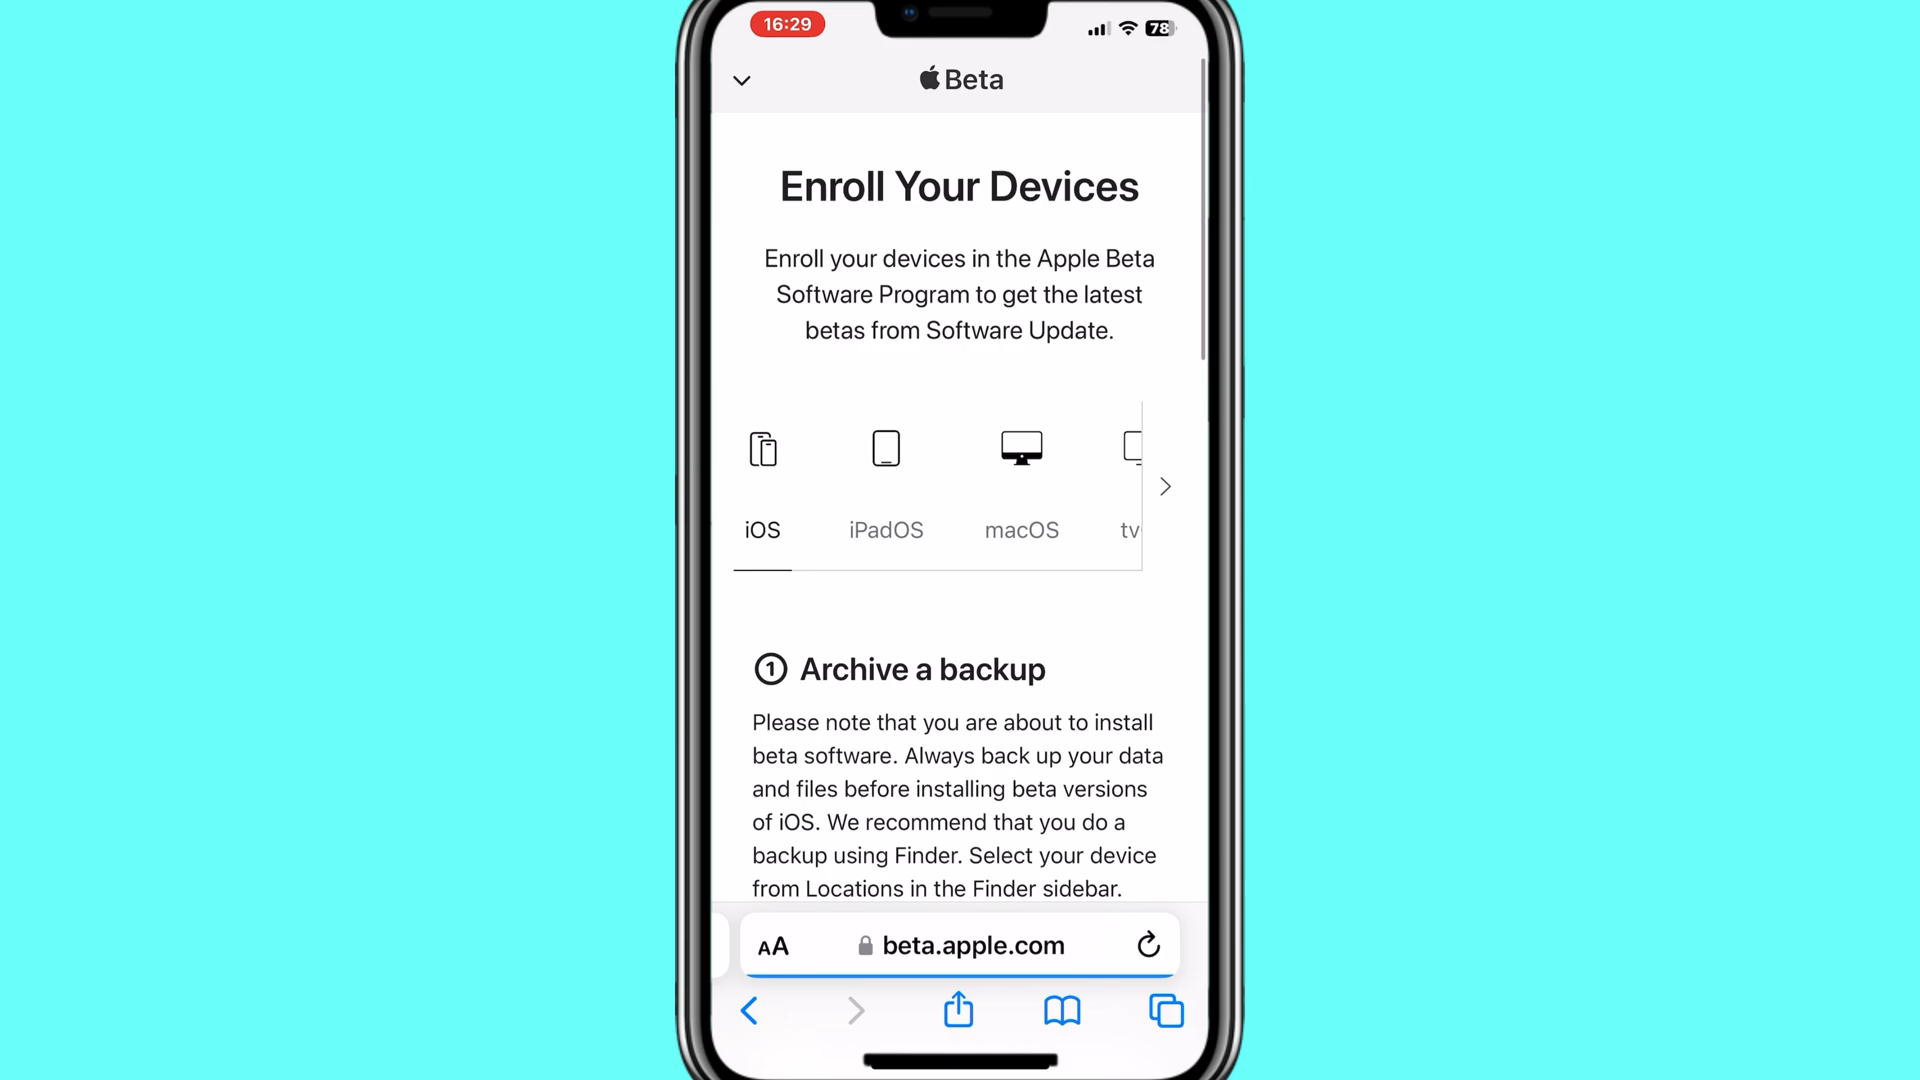 16:29
78
Beta
Enroll Your Devices
Enroll your devices in the Apple Beta
Software Program to get the latest
betas from Software Update.
iOS
iPadOS
macOS
tv
1 Archive a backup
Please note that you are about to install
beta software. Always back up your data
and files before installing beta versions
of iOS. We recommend that you do a
backup using Finder. Select your device
from Locations in the Finder sidebar.
AA
beta.apple.com